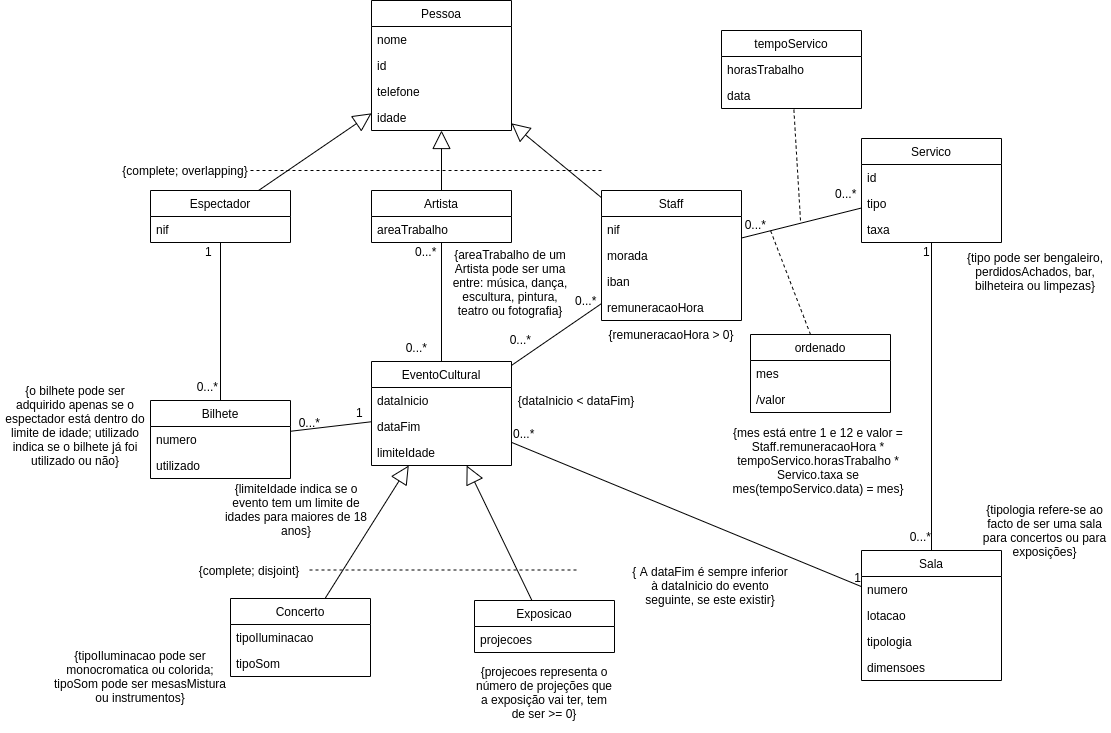 Pessoa
nome
id
telefone
idade
tempoServico
horasTrabalho
data
Servico
id
tipo
taxa
{complete; overlapping}
Espectador
nif
Artista
areaTrabalho
Staff
nif
morada
iban
remuneracaoHora
0...*
0...*
1
0...*
{areaTrabalho de um
Artista pode ser uma
entre: música, dança,
escultura, pintura,
teatro ou fotografia}
1
{tipo pode ser bengaleiro,
perdidosAchados, bar,
bilheteira ou limpezas}
0...*
0...*
0...*
{remuneracaoHora > 0}
ordenado
mes
/valor
EventoCultural
dataInicio
dataFim
limiteIdade
{dataInicio < dataFim}
0...*
{o bilhete pode ser
adquirido apenas se o
espectador está dentro do
limite de idade; utilizado
indica se o bilhete já foi
utilizado ou não}
Bilhete
numero
utilizado
0...*
1
0...*
{mes está entre 1 e 12 e valor =
Staff.remuneracaoHora *
tempoServico.horasTrabalho *
Servico.taxa se
mes(tempoServico.data) = mes}
{limiteIdade indica se o
evento tem um limite de
idades para maiores de 18
anos}
{tipologia refere-se ao
facto de ser uma sala
para concertos ou para
exposições}
0...*
Sala
numero
lotacao
tipologia
dimensoes
1
{complete; disjoint}
{ A dataFim é sempre inferior
à dataInicio do evento
seguinte, se este existir}
Concerto
tipoIluminacao
tipoSom
Exposicao
projecoes
{tipoIluminacao pode ser
monocromatica ou colorida;
tipoSom pode ser mesasMistura
ou instrumentos}
{projecoes representa o
número de projeções que
a exposição vai ter, tem
de ser >= 0}